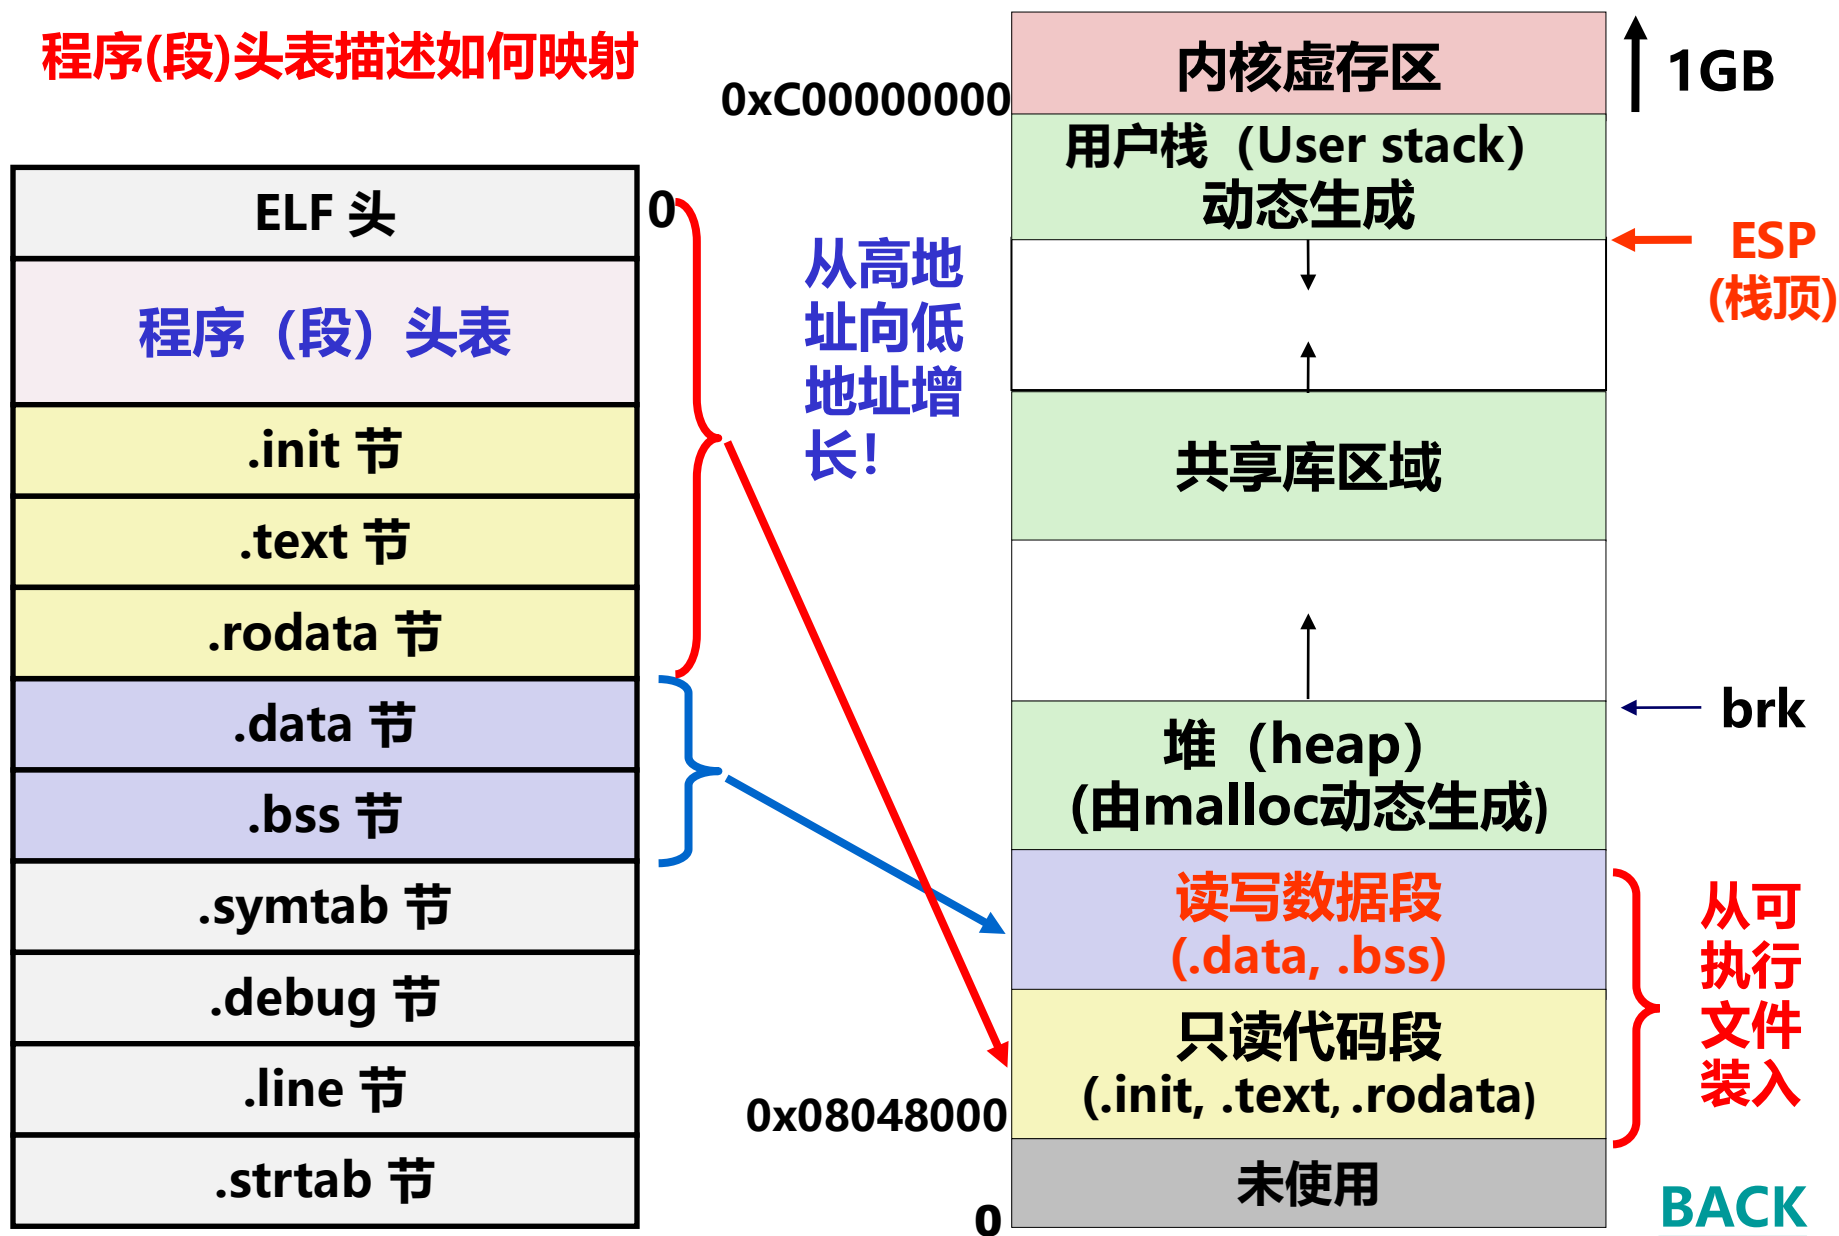 程序(段)头表描述如何映射
ELF 头
程序（段）头表
.init 节
.text 节
.rodata 节
.data 节
.bss 节
.symtab 节
.debug 节
.line 节
.strtab 节
0
从高地
址向低
地址增
长！
0xC00000000
0x08048000
0
内核虚存区
用户栈（User stack）
动态生成
共享库区域
堆（heap）
(由malloc动态生成)
读写数据段
(.data, .bss)
只读代码段
(.init, .text, .rodata)
未使用
1GB
ESP
(栈顶)
brk
从可
执行
文件
装入
BACK